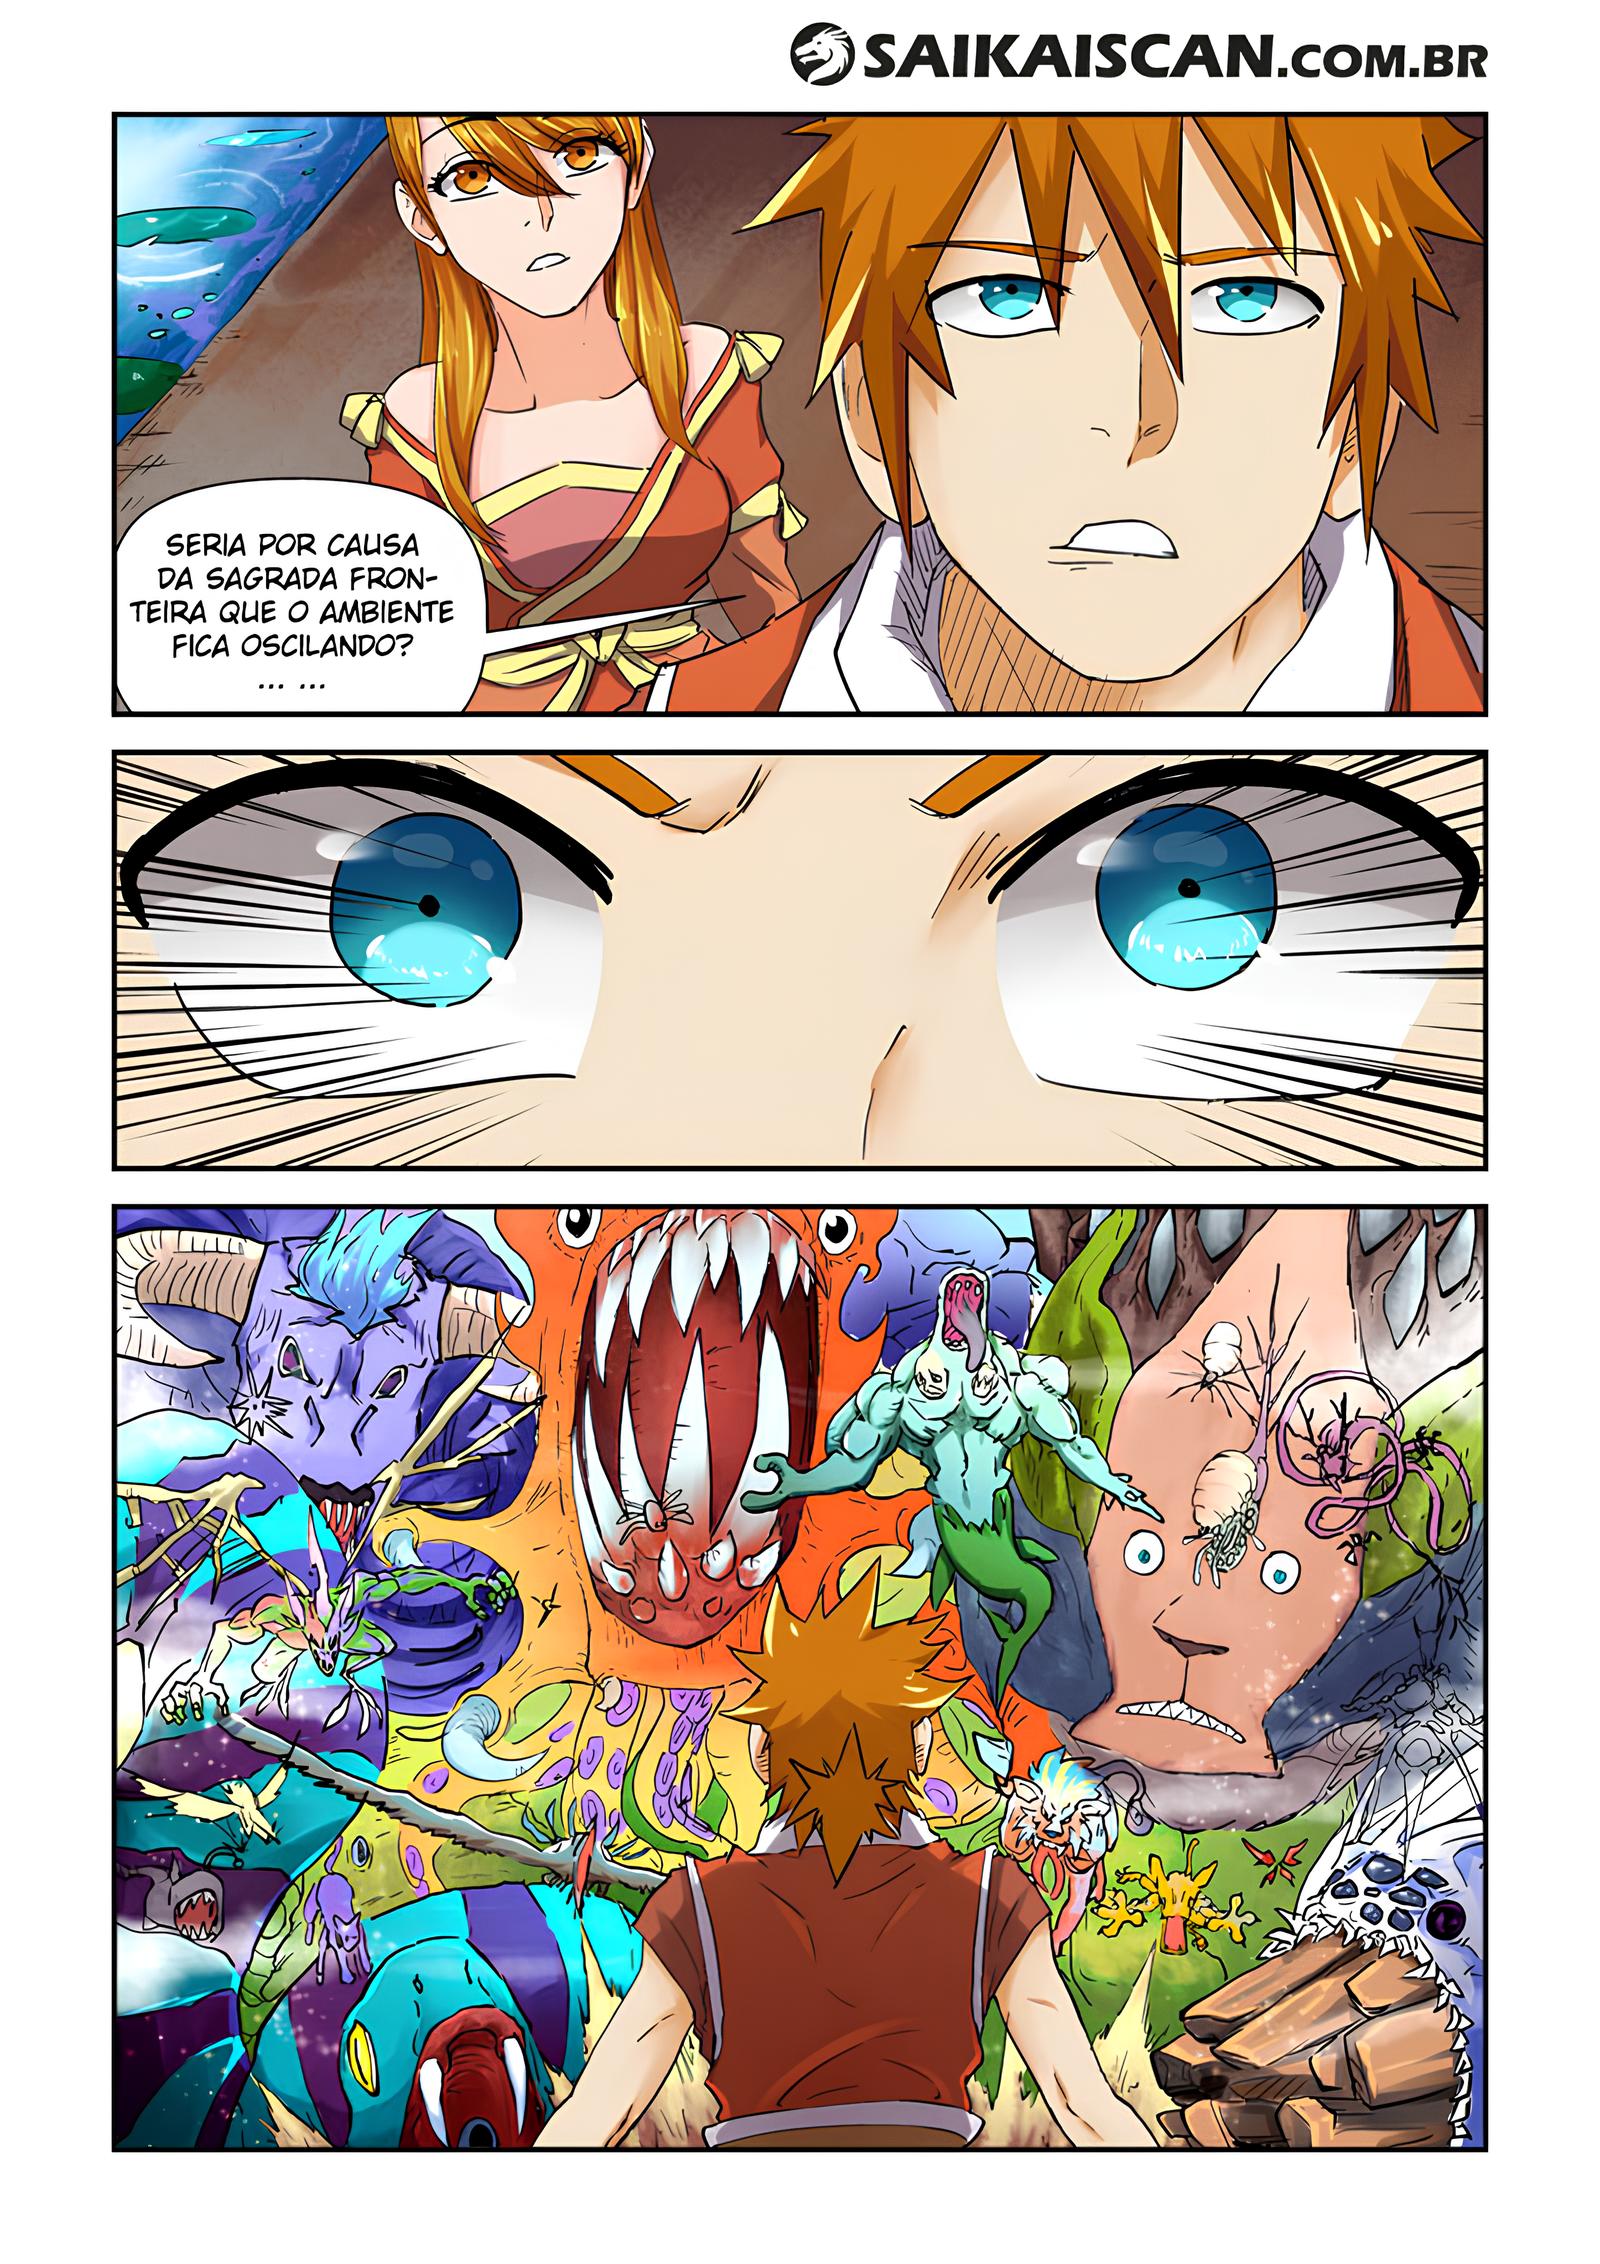 SAIKAISCAN.COM.BR
SERIA POR CAUSA
DA SAGRADA FRON-
TEIRA QUE O AMBIENTE
FICA OSCILANDO?
... ...